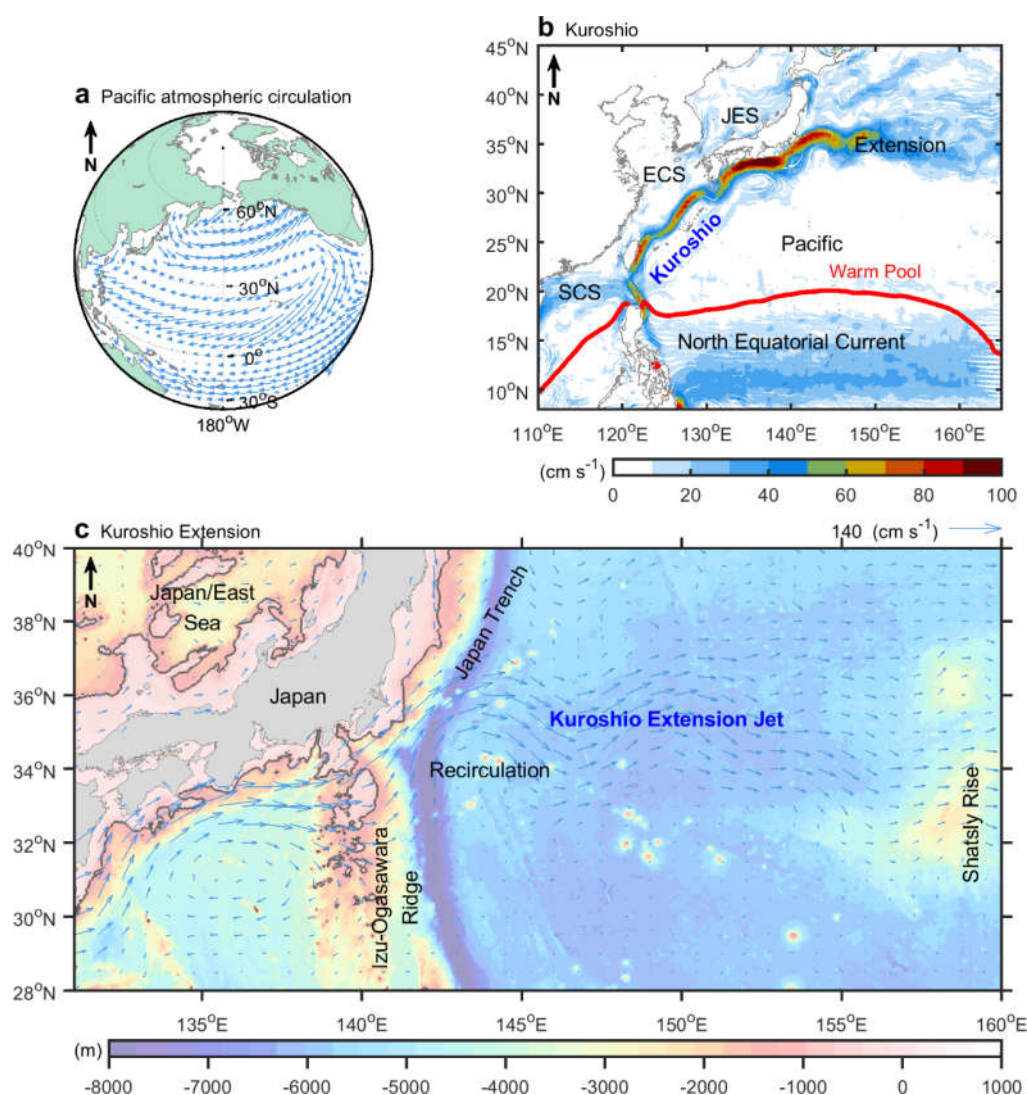 a Pacific atmospheric circulation
N
60°N
30°N
0°
30°S
180°W
b Kuroshio
45°N
40°N
35°N
30°N
25°N
20°N
15°N
10°N
N
JES
Extension
ECS
Kuroshio
Pacific
Warm Pool
SCS
North Equatorial Current
110°E 120°E 130°E 140°E 150°E 160°E
(cm s⁻¹)
0 20 40 60 80 100
c Kuroshio Extension
140 (cm s⁻¹)
40°N
38°N
36°N
34°N
32°N
30°N
28°N
N
Japan/East
Sea
Japan Trench
Japan
Kuroshio Extension Jet
Recirculation
Izu-Ogasawara
Ridge
Shatsly Rise
135°E 140°E 145°E 150°E 155°E 160°E
(m)
-8000 -7000 -6000 -5000 -4000 -3000 -2000 -1000 0 1000